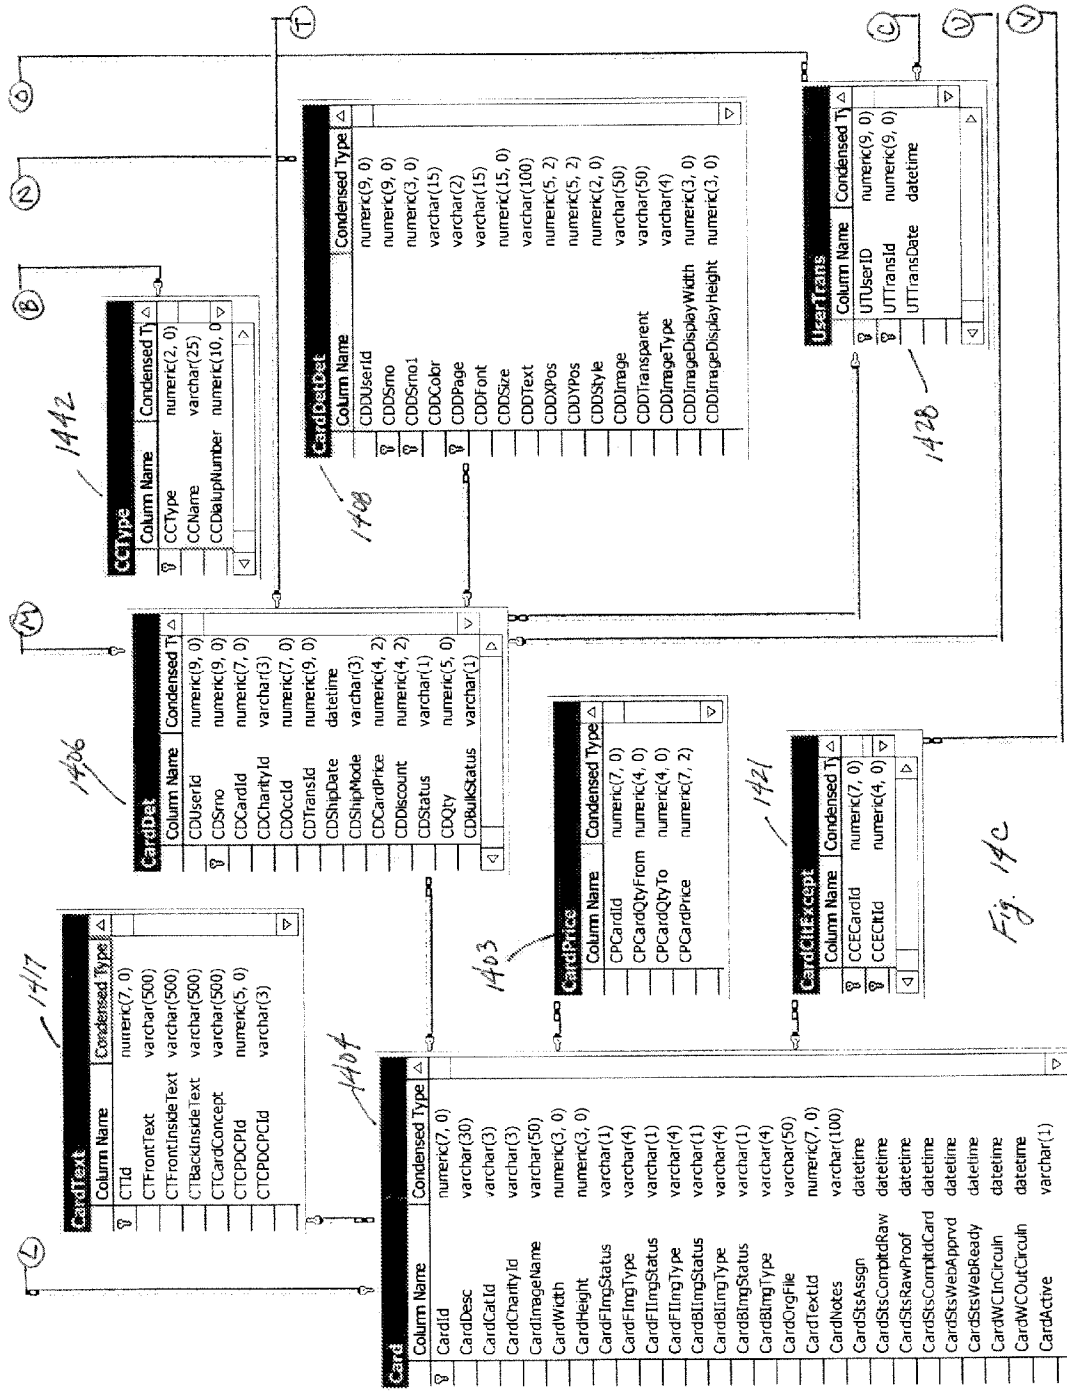 L
CardText
Column Name Condensed Type
CTId numeric(7, 0)
CTFrontText varchar(500)
CTFrontInsideText varchar(500)
CTBackInsideText varchar(500)
CTCardConcept varchar(500)
CTCPDCPId numeric(5, 0)
CTCPDCPCId varchar(3)
1417
1404
Card
Column Name Condensed Type
CardId numeric(7, 0)
CardDesc varchar(30)
CardCatId varchar(3)
CardCharityId varchar(3)
CardImageName varchar(50)
CardWidth numeric(3, 0)
CardHeight numeric(3, 0)
CardFImgStatus varchar(1)
CardFImgType varchar(4)
CardFIImgStatus varchar(1)
CardFIImgType varchar(4)
CardBIImgStatus varchar(1)
CardBIImgType varchar(4)
CardBImgStatus varchar(1)
CardBImgType varchar(4)
CardOrgFile varchar(50)
CardTextId numeric(7, 0)
CardNotes varchar(100)
CardStsAssgn datetime
CardStsCompltdRaw datetime
CardStsRawProof datetime
CardStsCompltdCard datetime
CardStsWebApprvd datetime
CardStsWebReady datetime
CardWCInCirculn datetime
CardWCOutCirculn datetime
CardActive varchar(1)
M
1406
CardDet
Column Name Condensed Ty
CDUserId numeric(9, 0)
CDSrno numeric(9, 0)
CDCardId numeric(7, 0)
CDCharityId varchar(3)
CDOccId numeric(7, 0)
CDTransId numeric(9, 0)
CDShipDate datetime
CDShipMode varchar(3)
CDCardPrice numeric(4, 2)
CDDiscount numeric(4, 2)
CDStatus varchar(1)
CDQty numeric(5, 0)
CDBulkStatus varchar(1)
1403
CardPrice
Column Name Condensed Type
CPCardId numeric(7, 0)
CPCardQtyFrom numeric(4, 0)
CPCardQtyTo numeric(4, 0)
CPCardPrice numeric(7, 2)
1421
CardCltExcept
Column Name Condensed Ty
CCECardId numeric(7, 0)
CCECltId numeric(4, 0)
Fig. 14C
B
N
O
1442
CCType
Column Name Condensed Ty
CCType numeric(2, 0)
CCName varchar(25)
CCDialupNumber numeric(10, 0
T
1408
CardDetDet
Column Name Condensed Type
CDDUserId numeric(9, 0)
CDDSrno numeric(9, 0)
CDDSrno1 numeric(3, 0)
CDDColor varchar(15)
CDDPage varchar(2)
CDDFont varchar(15)
CDDSize numeric(15, 0)
CDDText varchar(100)
CDDXPos numeric(5, 2)
CDDYPos numeric(5, 2)
CDDStyle numeric(2, 0)
CDDImage varchar(50)
CDDTransparent varchar(50)
CDDImageType varchar(4)
CDDImageDisplayWidth numeric(3, 0)
CDDImageDisplayHeight numeric(3, 0)
UserTrans
Column Name Condensed Ty
UTUserID numeric(9, 0)
UTTransId numeric(9, 0)
UTTransDate datetime
1428
C
U
V